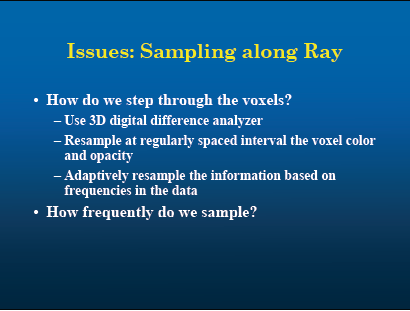 Issues: Sampling along Ray
• How do we step through the voxels?
– Use 3D digital difference analyzer
– Resample at regularly spaced interval the voxel color
and opacity
– Adaptively resample the information based on
frequencies in the data
• How frequently do we sample?